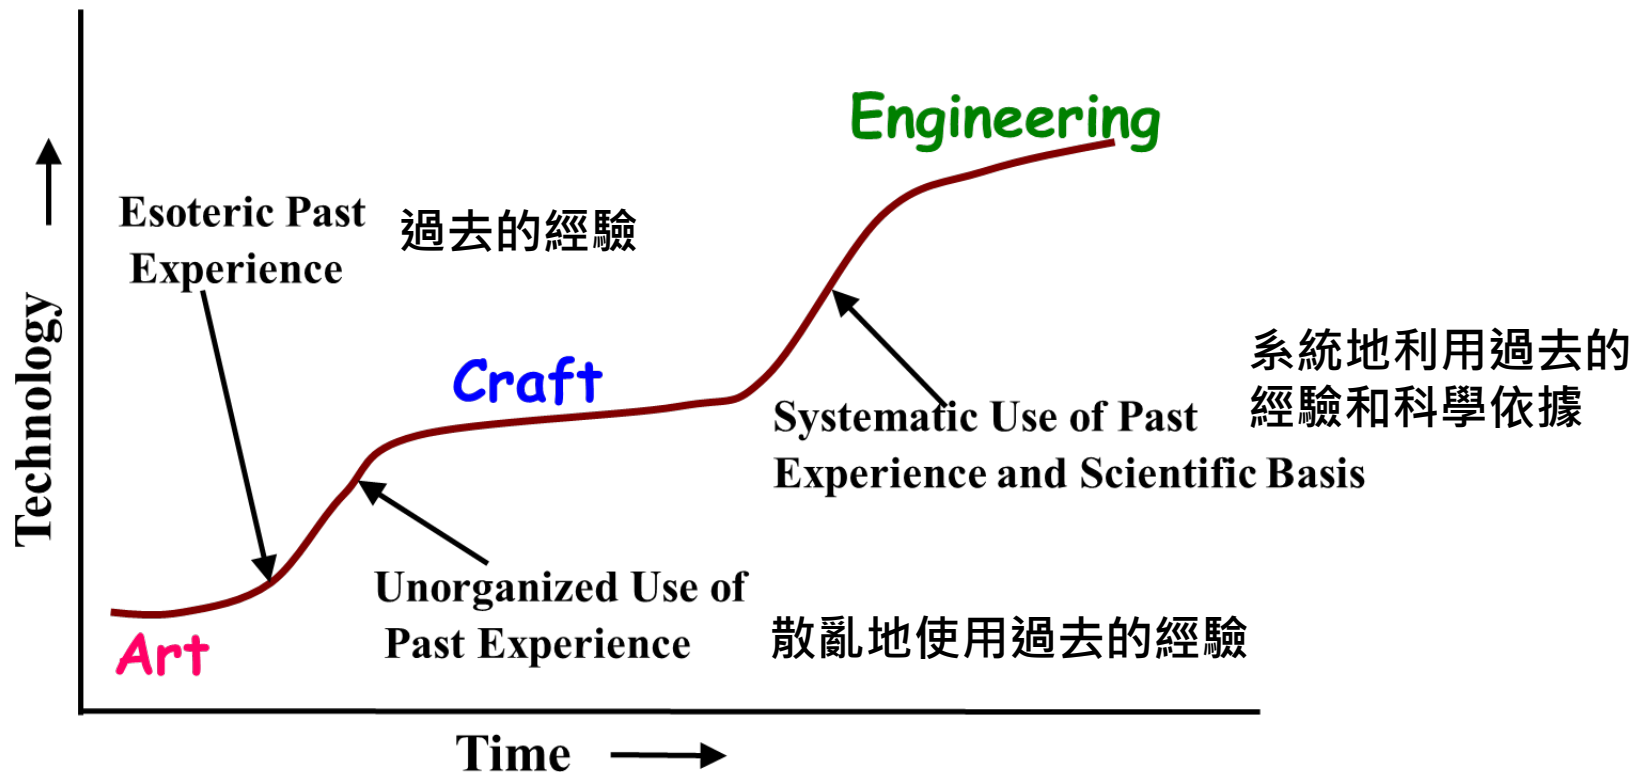 Engineering
Esoteric Past
Experience
過去的經驗
Technology
Craft
系統地利用過去的
經驗和科學依據
Systematic Use of Past
Experience and Scientific Basis
Unorganized Use of
Past Experience
散亂地使用過去的經驗
Art
Time